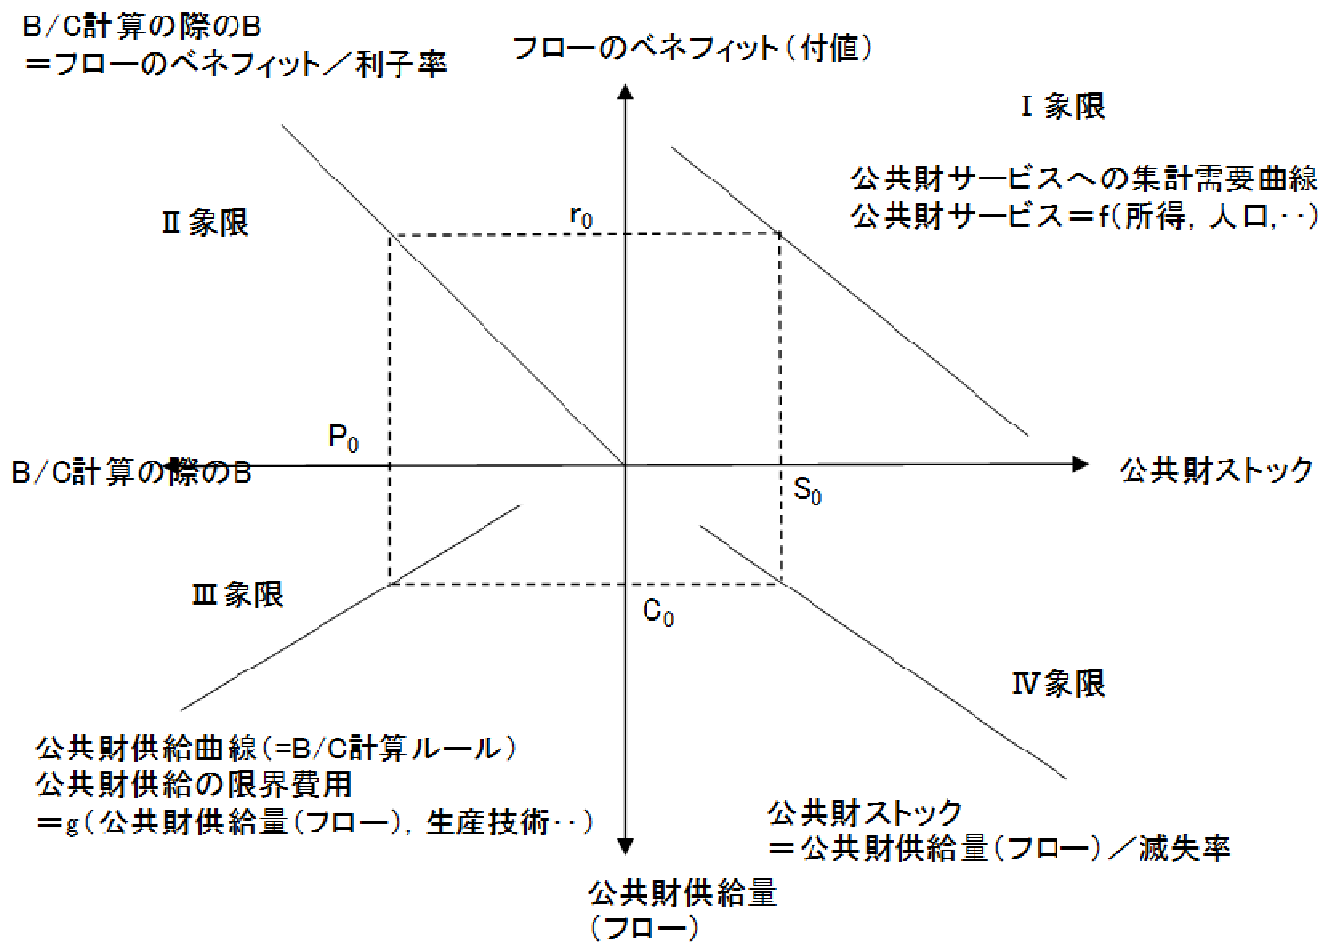 B/C計算の際のB
=フローのベネフィット/利子率
フローのベネフィット(付値)
Ⅰ象限
公共財サービスへの集計需要曲線
公共財サービス=f(所得, 人口,‥)
Ⅱ象限
r0
P0
B/C計算の際のB
公共財ストック
S0
Ⅲ象限
C0
Ⅳ象限
公共財供給曲線(=B/C計算ルール)
公共財供給の限界費用
=g(公共財供給量(フロー), 生産技術‥)
公共財ストック
=公共財供給量(フロー)/滅失率
公共財供給量
(フロー)